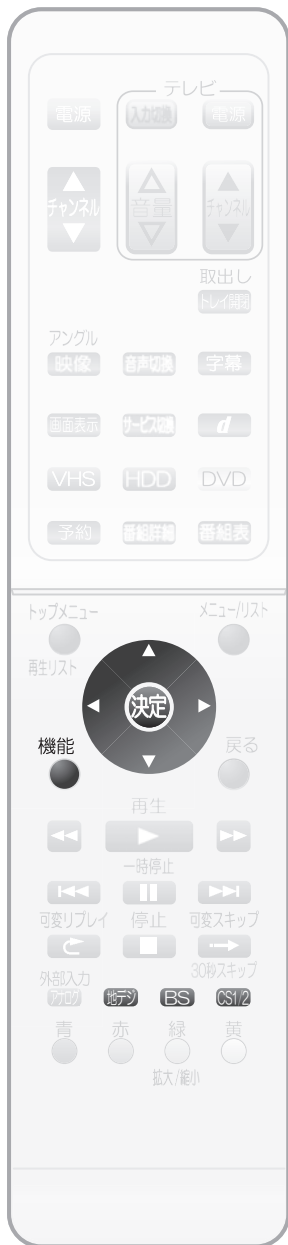 テレビ
電源 入力切換 電源
チャンネル 音量 チャンネル
取出し
トレイ開閉
アングル
映像 音声切換 字幕
画面表示 サービス切換 d
VHS HDD DVD
予約 番組詳細 番組表
トップメニュー メニュー/リスト
再生リスト
決定
機能 戻る
再生
一時停止
可変リプレイ 停止 可変スキップ
30秒スキップ
外部入力
アナログ 地デジ BS CS1/2
青 赤 緑 黄
拡大/縮小